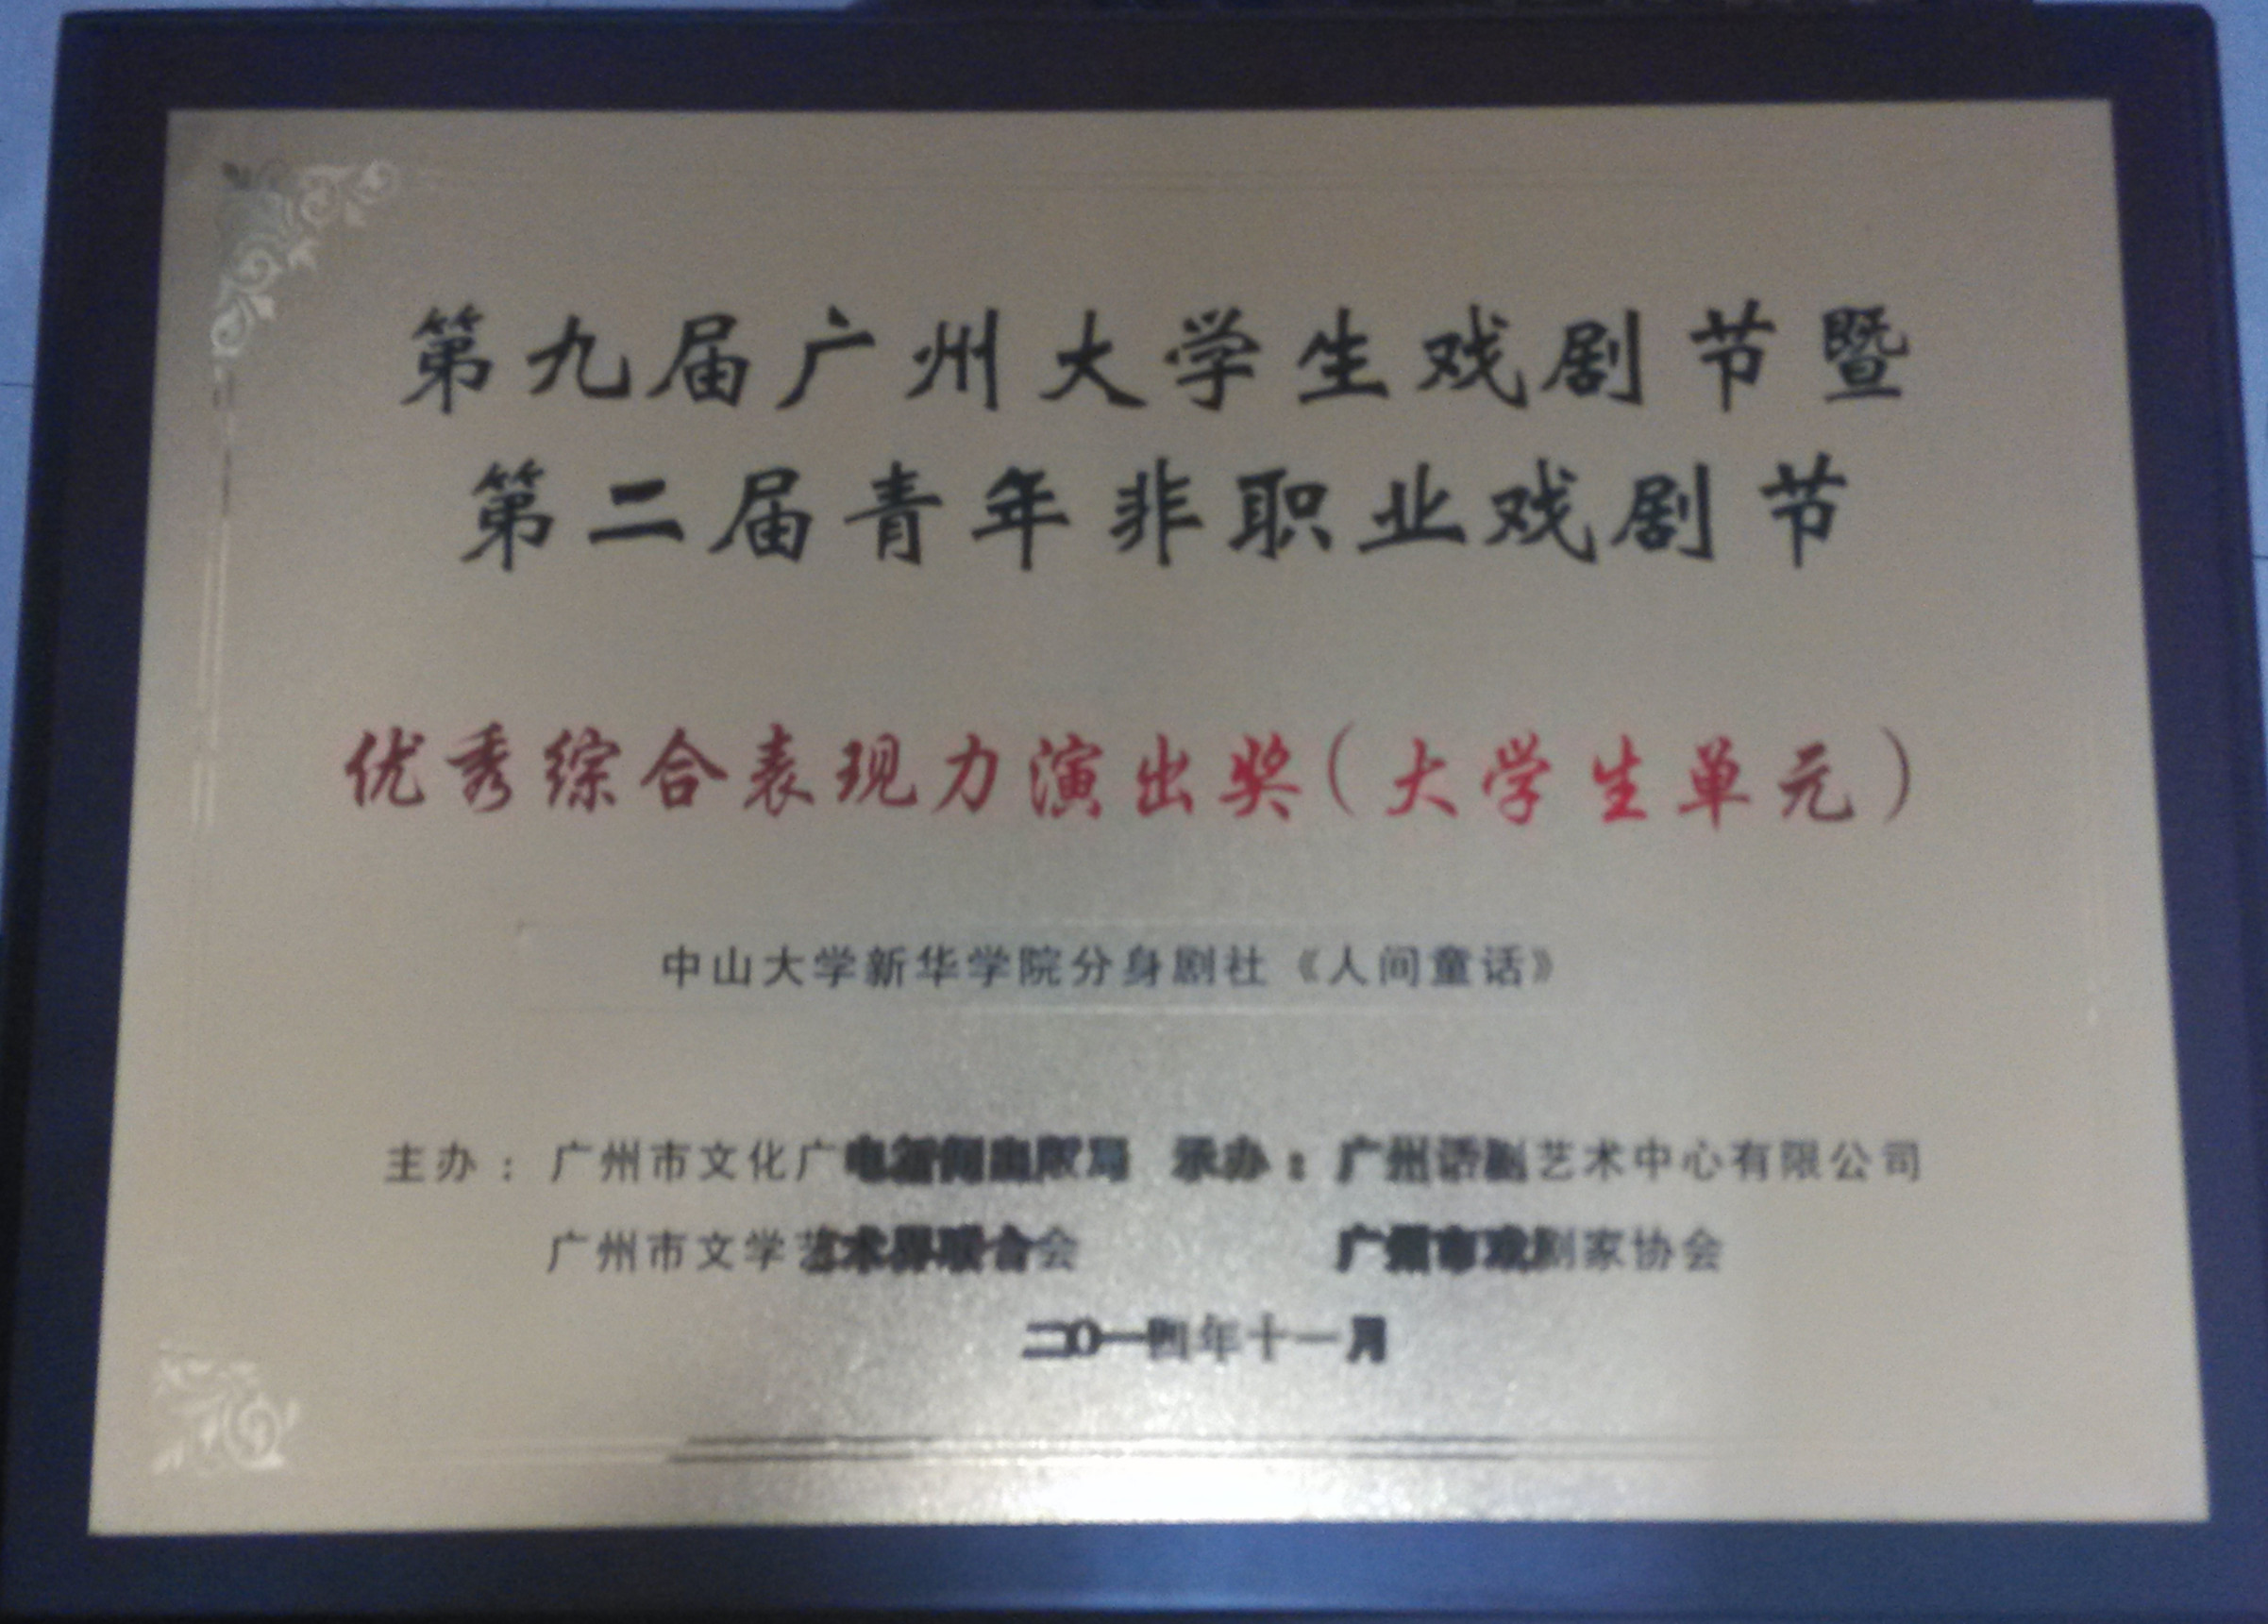 第九届广州大学生戏剧节暨
第二届青年非职业戏剧节
优秀综合表现力演出奖(大学生单元)
中山大学新华学院分身剧社《人间童话》
主办：广州市文化广电新闻出版局 承办：广州话剧艺术中心有限公司
广州市文学艺术界联合会 广州市戏剧家协会
二〇一四年十一月